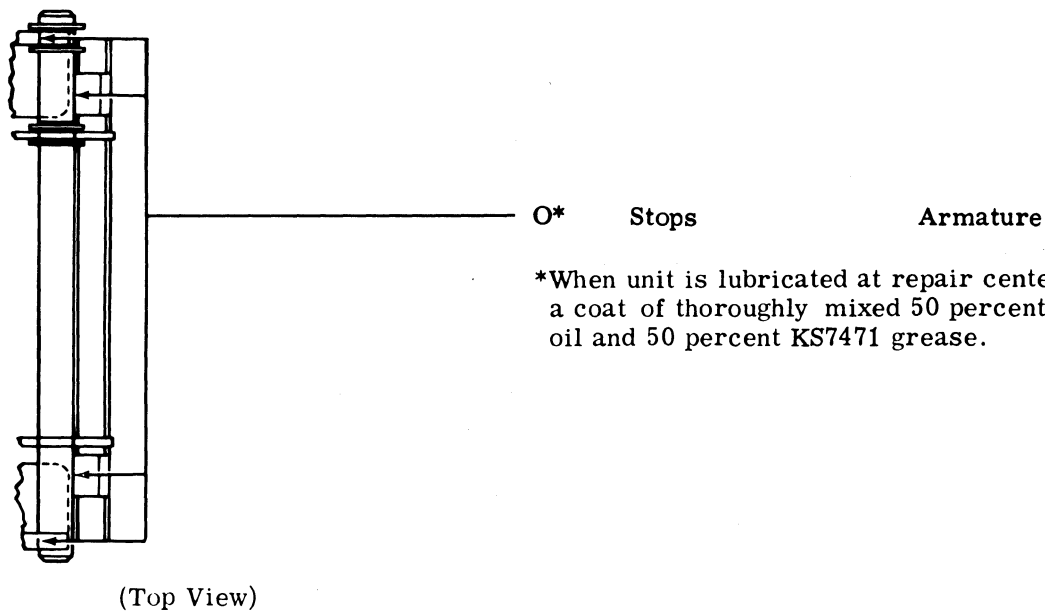 O* Stops Armature
*When unit is lubricated at repair cente
a coat of thoroughly mixed 50 percent
oil and 50 percent KS7471 grease.
(Top View)